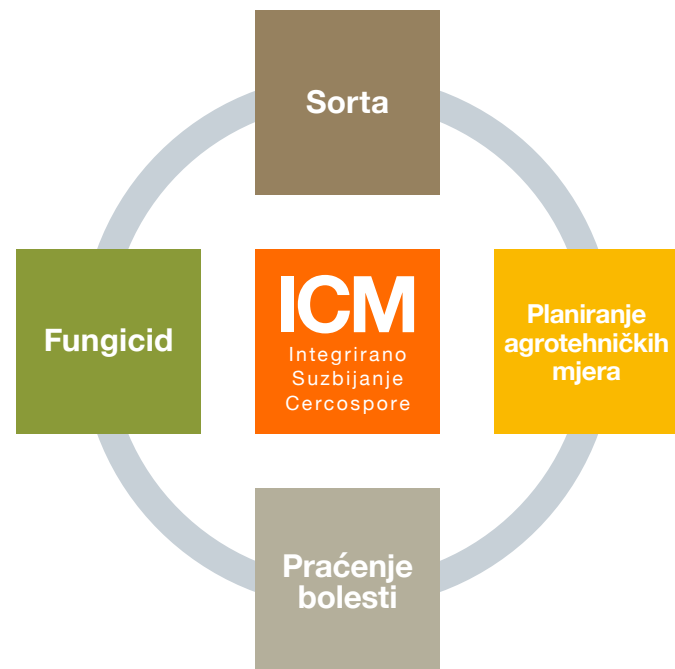 Sorta
Fungicid
ICM
Integrirano
Suzbijanje
Cercospore
Planiranje
agrotehničkih
mjera
Praćenje
bolesti